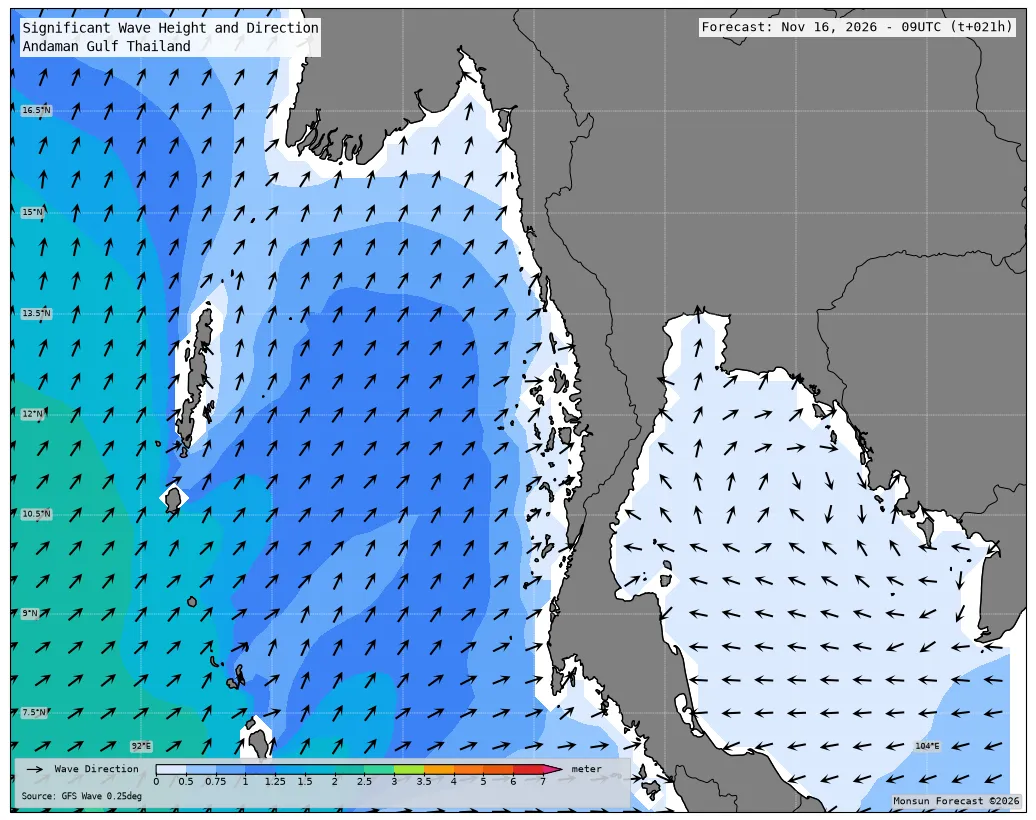 Significant Wave Height and Direction
Andaman Gulf Thailand
Forecast: Nov 16, 2026 - 09UTC (t+021h)
16.5°N
15°N
13.5°N
12°N
10.5°N
9°N
7.5°N
92°E
104°E
Wave Direction
0 0.5 0.75 1 1.25 1.5 2 2.5 3 3.5 4 5 6 7 meter
Source: GFS Wave 0.25deg
Monsun Forecast ©2026